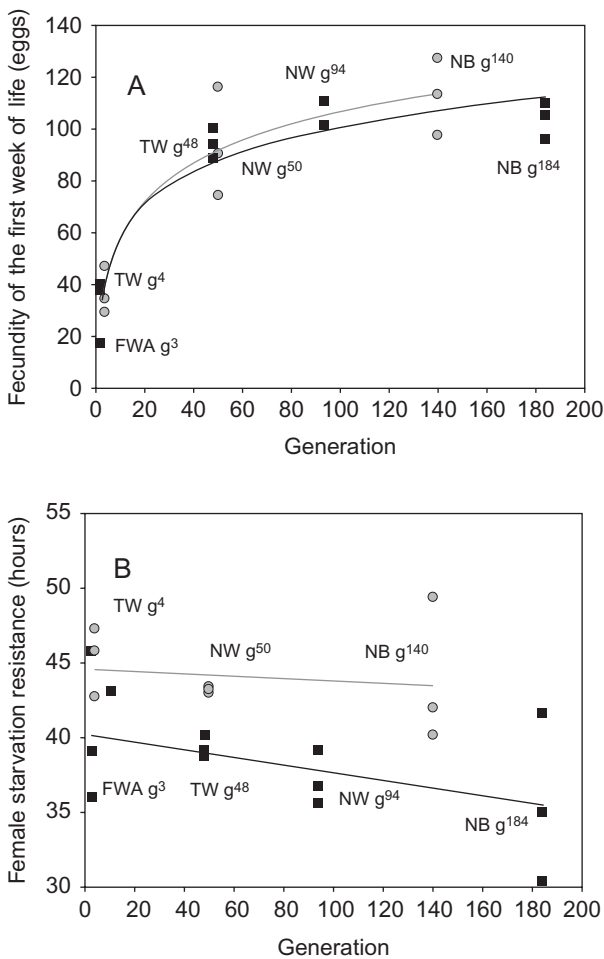 Fecundity of the first week of life (eggs)
140
120
100
80
60
40
20
0
A
NB g140
NW g94
TW g48
NW g50
NB g184
TW g4
FWA g3
0 20 40 60 80 100 120 140 160 180 200
Generation
Female starvation resistance (hours)
55
50
45
40
35
30
B
TW g4
NW g50
NB g140
FWA g3
TW g48
NW g94
NB g184
0 20 40 60 80 100 120 140 160 180 200
Generation